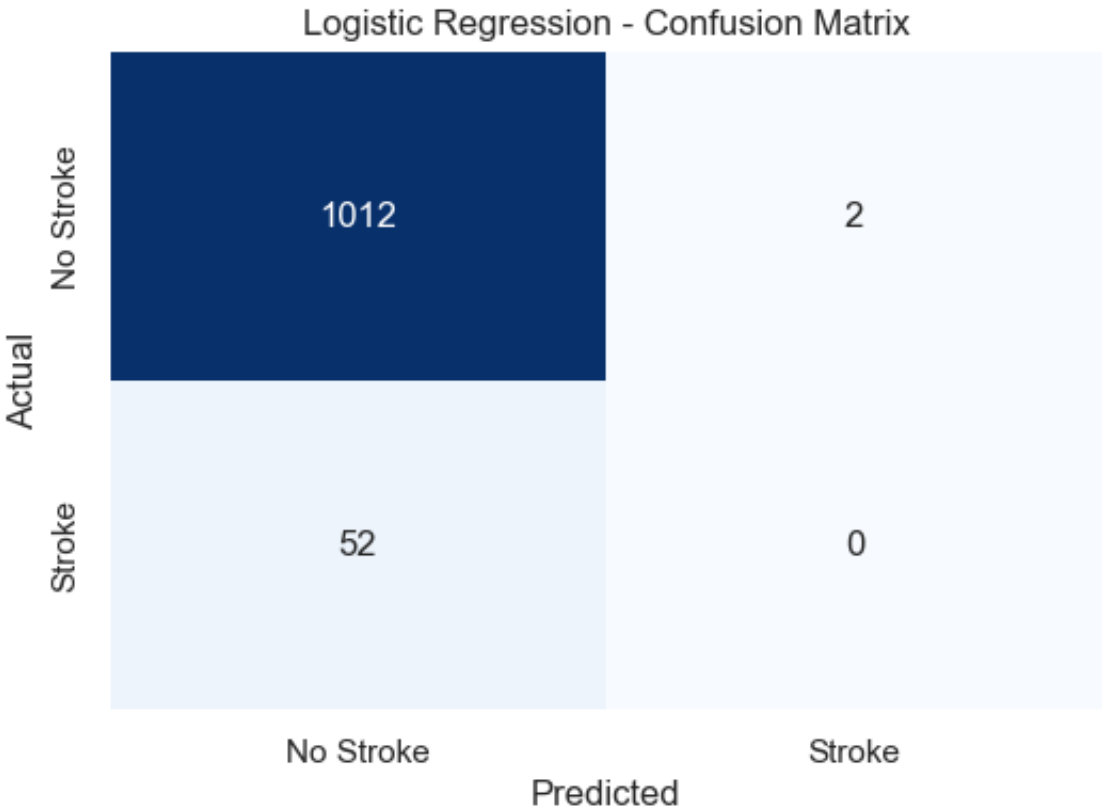 Logistic Regression - Confusion Matrix
No Stroke
1012
2
Actual
Stroke
52
0
No Stroke
Stroke
Predicted